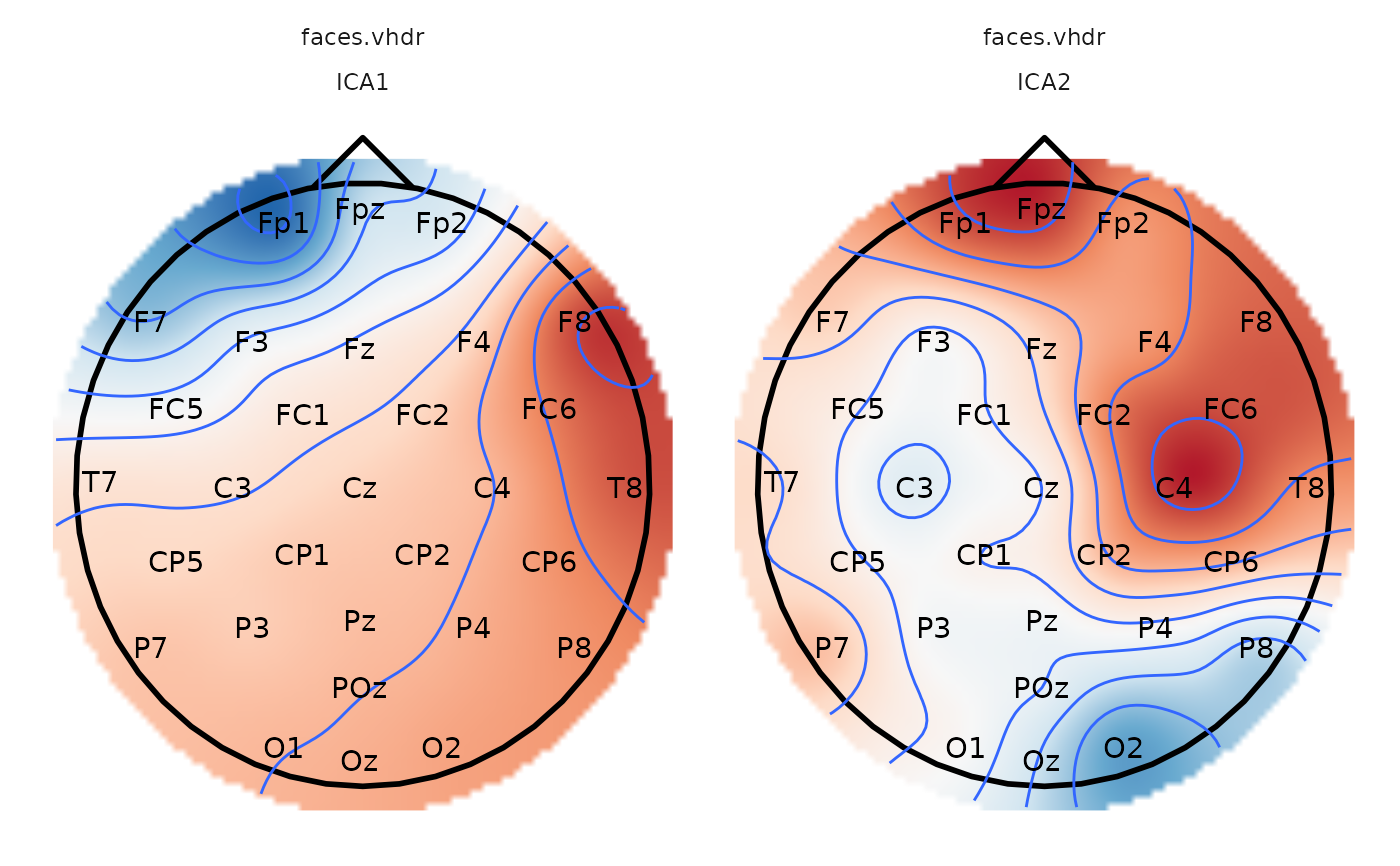 faces.vhdr
ICA1
Fp1 Fpz Fp2
F7 F3 Fz F4 F8
FC5 FC1 FC2 FC6
T7 C3 Cz C4 T8
CP5 CP1 CP2 CP6
P7 P3 Pz P4 P8
POz
O1 Oz O2
faces.vhdr
ICA2
Fp1 Fpz Fp2
F7 F3 Fz F4 F8
FC5 FC1 FC2 FC6
T7 C3 Cz C4 T8
CP5 CP1 CP2 CP6
P7 P3 Pz P4 P8
POz
O1 Oz O2